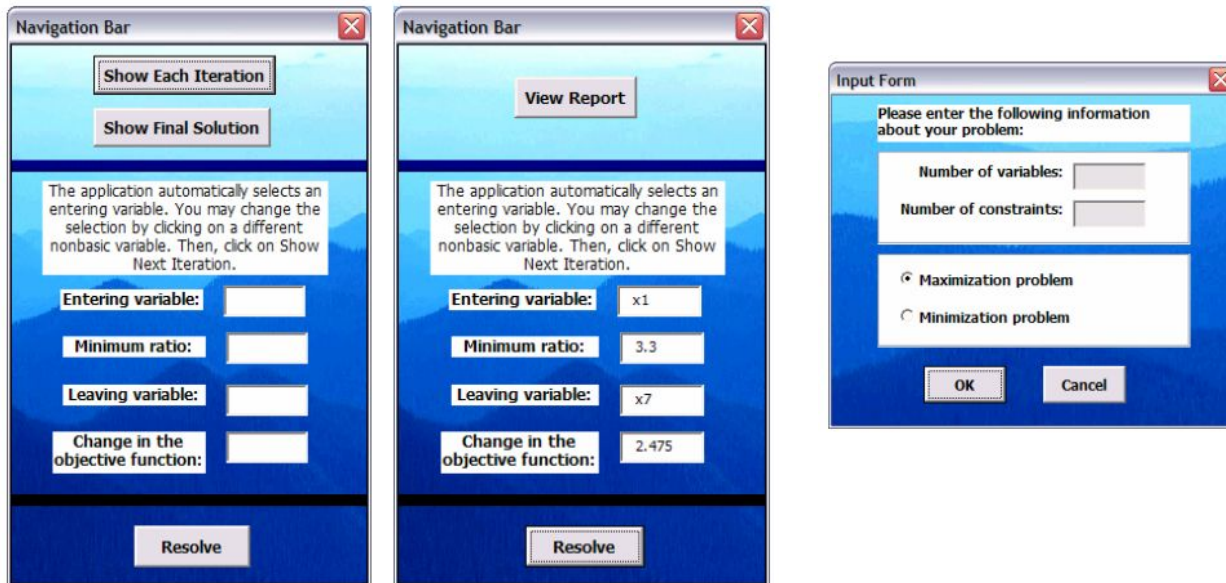 Navigation Bar
Show Each Iteration
Show Final Solution
The application automatically selects an
entering variable. You may change the
selection by clicking on a different
nonbasic variable. Then, click on Show
Next Iteration.
Entering variable:
Minimum ratio:
Leaving variable:
Change in the
objective function:
Resolve
Navigation Bar
View Report
The application automatically selects an
entering variable. You may change the
selection by clicking on a different
nonbasic variable. Then, click on Show
Next Iteration.
Entering variable: x1
Minimum ratio: 3.3
Leaving variable: x7
Change in the
objective function: 2.475
Resolve
Input Form
Please enter the following information
about your problem:
Number of variables:
Number of constraints:
Maximization problem
Minimization problem
OK Cancel